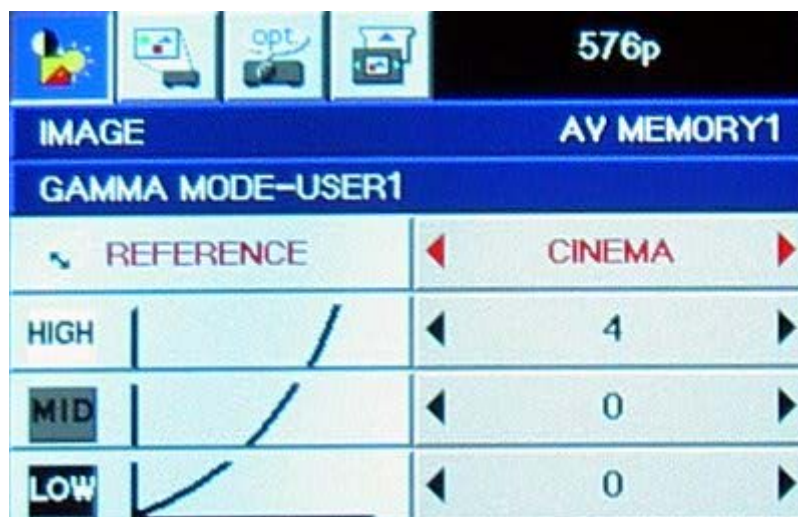 opt.
576p
IMAGE AV MEMORY1
GAMMA MODE-USER1
REFERENCE CINEMA
HIGH 4
MID 0
LOW 0